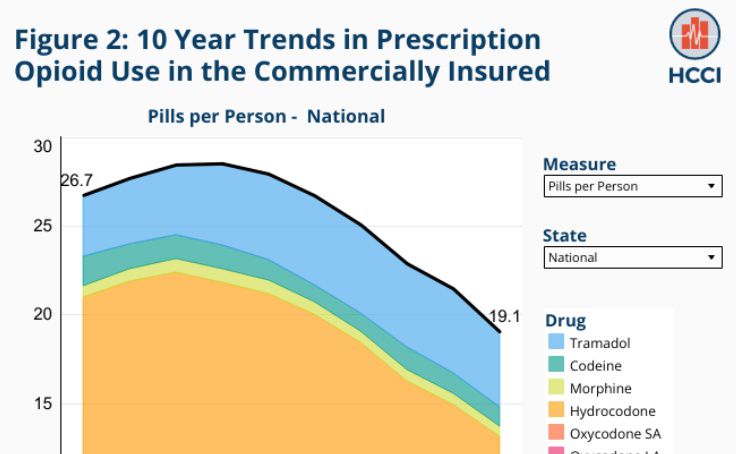 Figure 2: 10 Year Trends in Prescription
Opioid Use in the Commercially Insured
HCCI
Pills per Person - National
30
26.7
25
20
19.1
15
Measure
Pills per Person
State
National
Drug
Tramadol
Codeine
Morphine
Hydrocodone
Oxycodone SA
Oxycodone LA